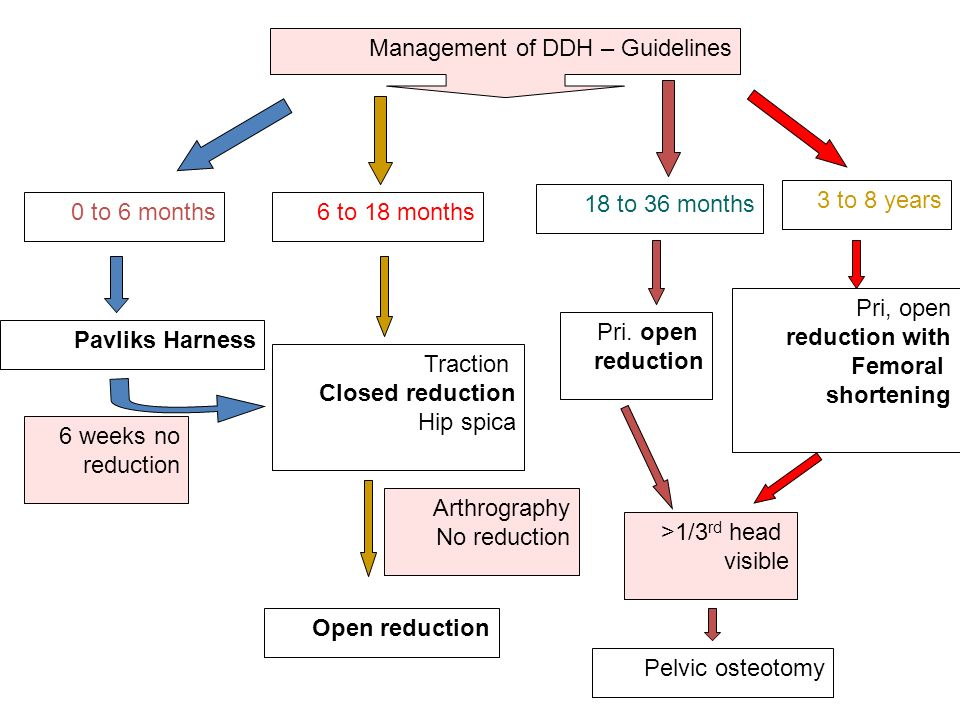 Management of DDH – Guidelines
0 to 6 months
6 to 18 months
18 to 36 months
3 to 8 years
Pavliks Harness
6 weeks no
reduction
Traction
Closed reduction
Hip spica
Arthrography
No reduction
Open reduction
Pri. open
reduction
Pri, open
reduction with
Femoral
shortening
>1/3rd head
visible
Pelvic osteotomy